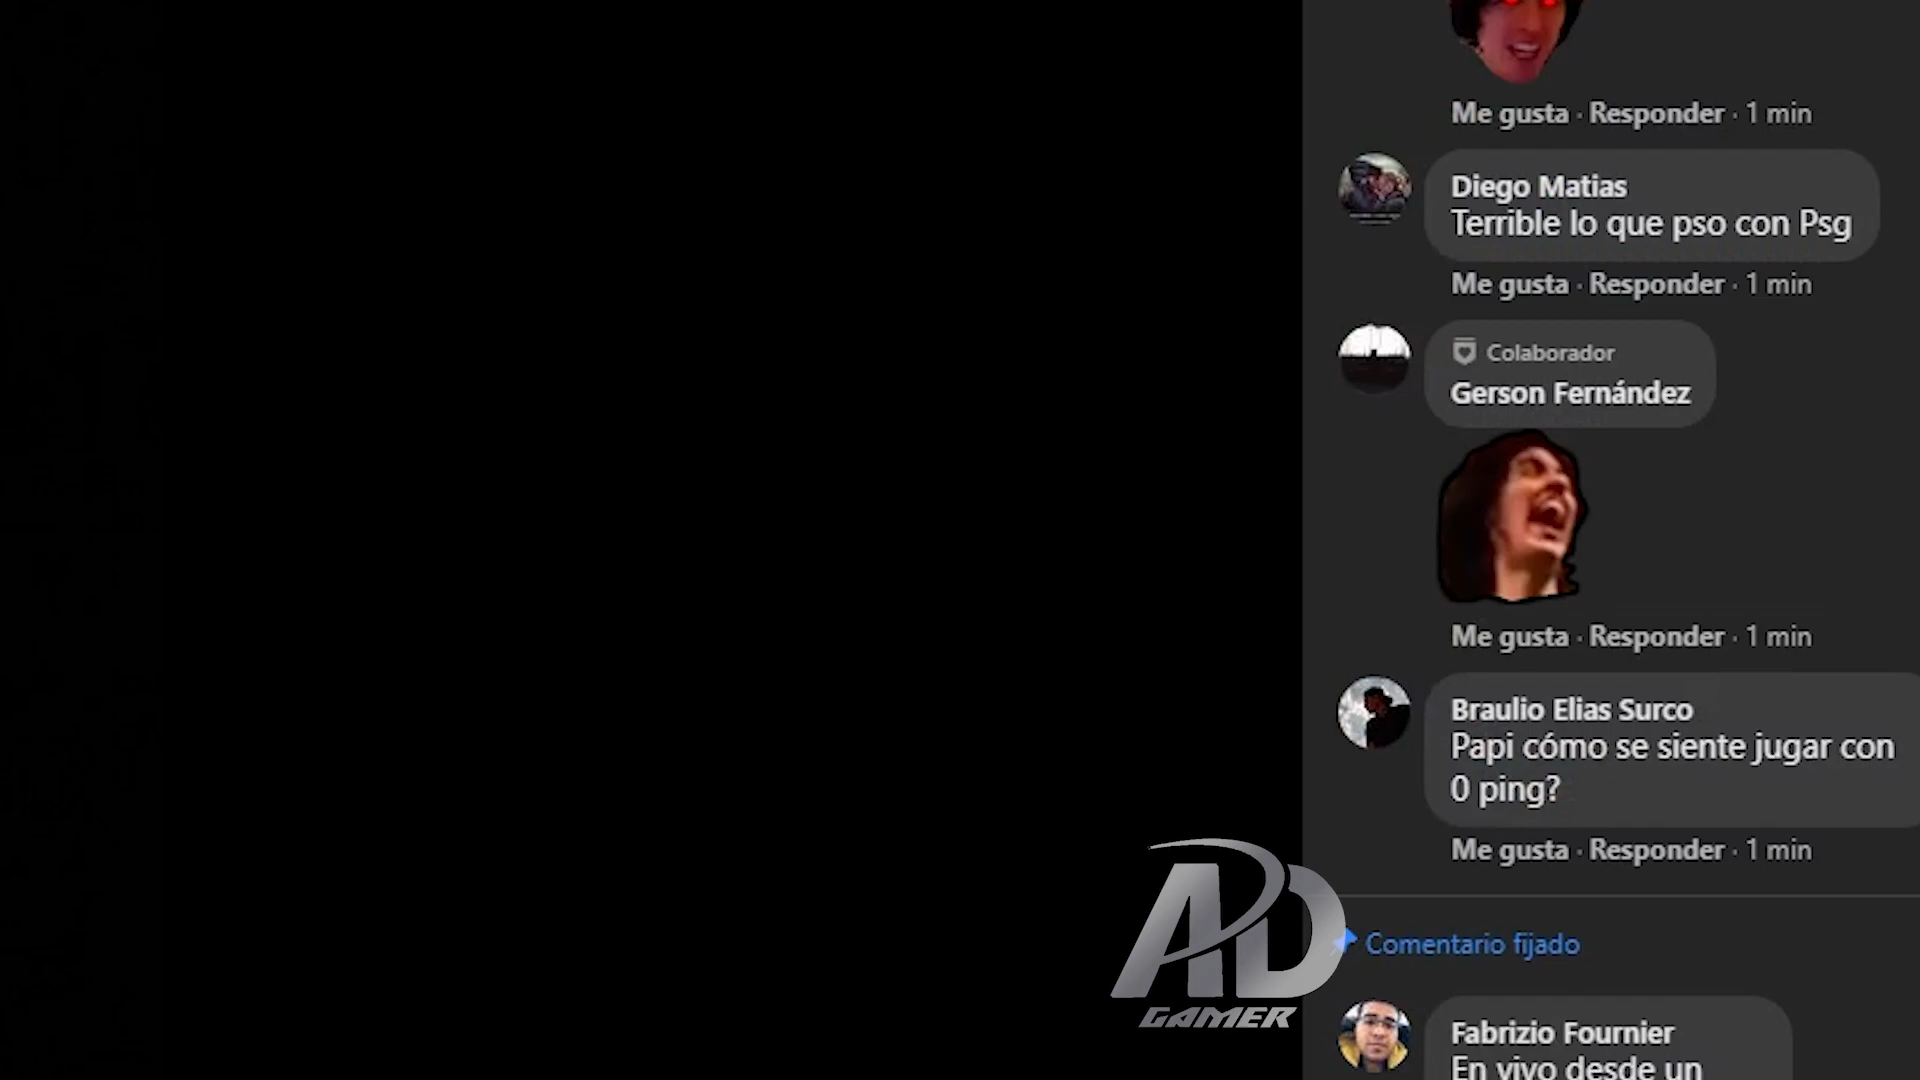 Me gusta · Responder · 1 min
Diego Matias
Terrible lo que pso con Psg
Me gusta · Responder · 1 min
Colaborador
Gerson Fernández
Me gusta · Responder · 1 min
Braulio Elias Surco
Papi cómo se siente jugar con
0 ping?
Me gusta · Responder · 1 min
AD
GAMER
Comentario fijado
Fabrizio Fournier
En vivo desde un